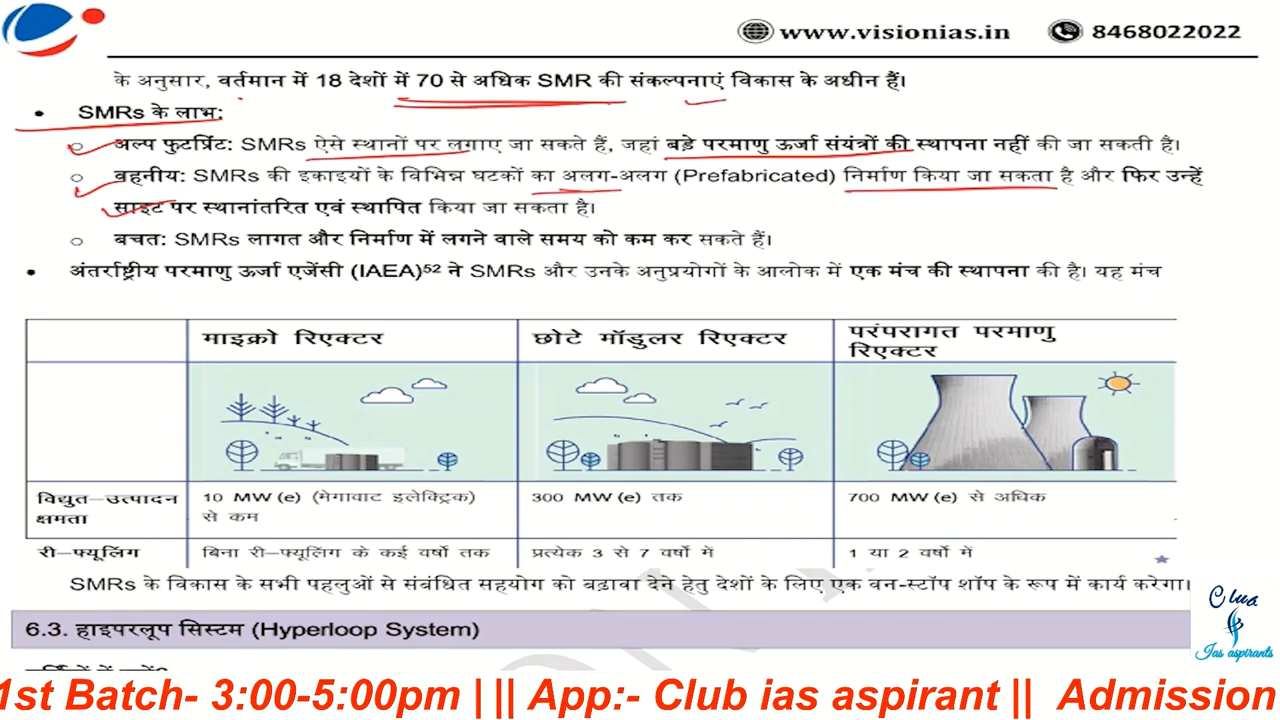 www.visionias.in 8468022022
के अनुसार, वर्तमान में 18 देशों में 70 से अधिक SMR की संकल्पनाएं विकास के अधीन हैं।
• SMRs के लाभ:
○ अल्प फुटप्रिंट: SMRs ऐसे स्थानों पर लगाए जा सकते हैं, जहां बड़े परमाणु ऊर्जा संयंत्रों की स्थापना नहीं की जा सकती है।
○ वहनीय: SMRs की इकाइयों के विभिन्न घटकों का अलग-अलग (Prefabricated) निर्माण किया जा सकता है और फिर उन्हें
साइट पर स्थानांतरित एवं स्थापित किया जा सकता है।
○ बचत: SMRs लागत और निर्माण में लगने वाले समय को कम कर सकते हैं।
• अंतर्राष्ट्रीय परमाणु ऊर्जा एजेंसी (IAEA)52 ने SMRs और उनके अनुप्रयोगों के आलोक में एक मंच की स्थापना की है। यह मंच
माइक्रो रिएक्टर
छोटे मॉडुलर रिएक्टर
परंपरागत परमाणु
रिएक्टर
विद्युत–उत्पादन
क्षमता
10 MW (e) (मेगावाट इलेक्ट्रिक)
से कम
300 MW(e) तक
700 MW(e) से अधिक
री–फ्यूलिंग
बिना री–फ्यूलिंग के कई वर्षों तक
प्रत्येक 3 से 7 वर्षों में
1 या 2 वर्षों में
SMRs के विकास के सभी पहलुओं से संबंधित सहयोग को बढ़ावा देने हेतु देशों के लिए एक वन-स्टॉप शॉप के रूप में कार्य करेगा।
6.3. हाइपरलूप सिस्टम (Hyperloop System)
Club
Ias aspirants
1st Batch- 3:00-5:00pm | || App:- Club ias aspirant || Admission